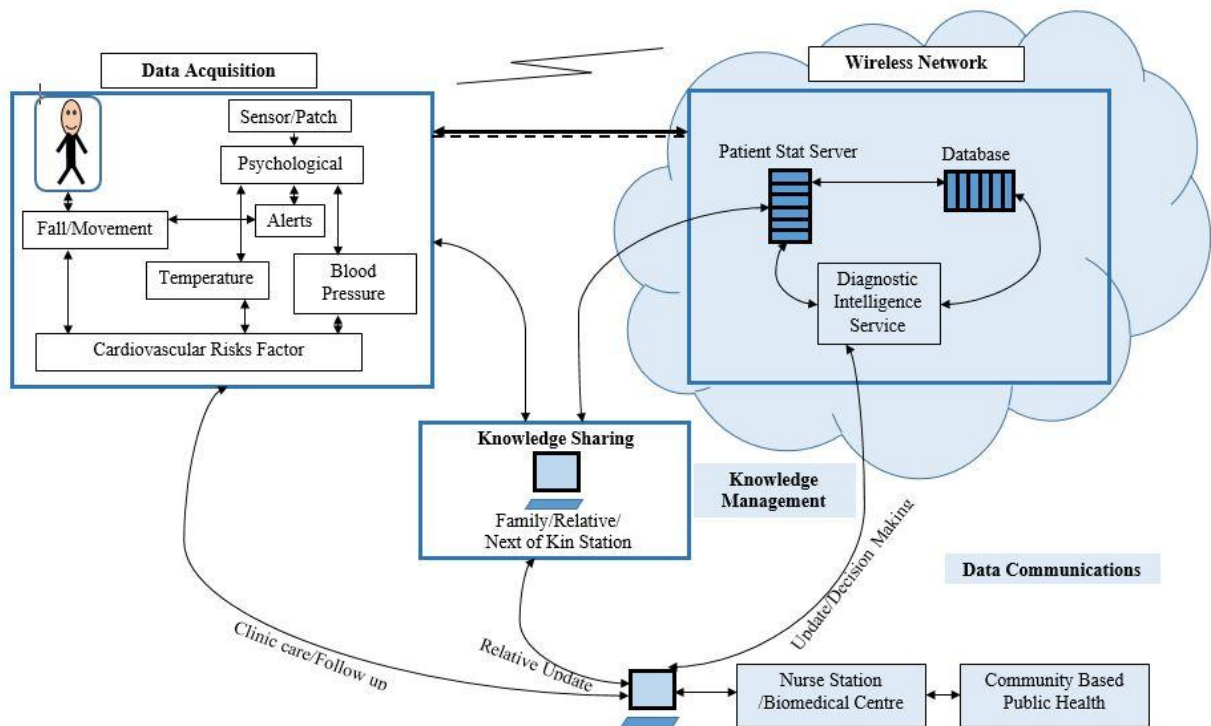 Data Acquisition
Wireless Network
Sensor/Patch
Psychological
Fall/Movement
Alerts
Temperature
Blood
Pressure
Cardiovascular Risks Factor
Patient Stat Server
Database
Diagnostic
Intelligence
Service
Knowledge Sharing
Family/Relative/
Next of Kin Station
Knowledge
Management
Data Communications
Clinic care/Follow up
Relative Update
Update/Decision Making
Nurse Station
/Biomedical Centre
Community Based
Public Health